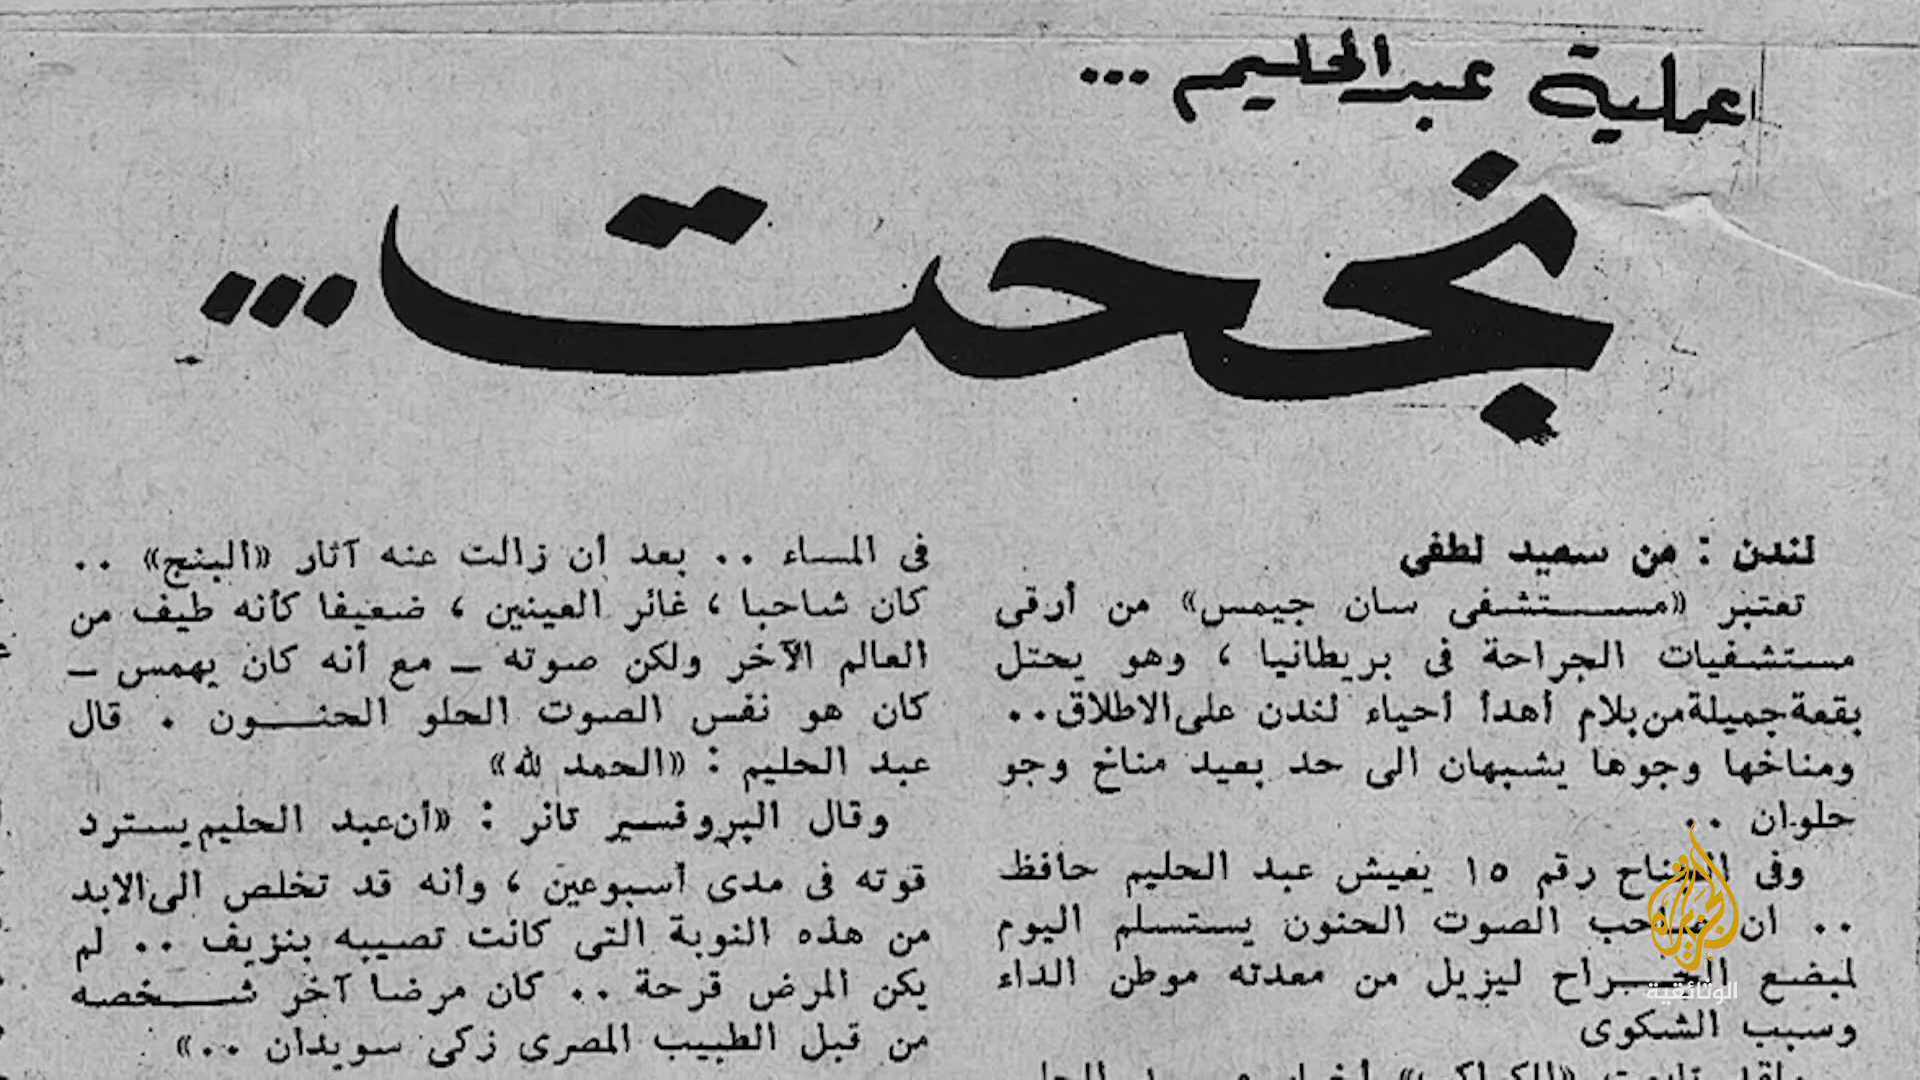 عملية عبد الحليم ...
نجحت ...
لندن : من سعيد لطفي
تعتبر «مستشفى سان جيمس» من أرقى
مستشفيات الجراحة فى بريطانيا ، وهو يحتل
بقعة جميلة من بلام أهدأ أحياء لندن على الاطلاق ..
ومناخها وجوها يشبهان الى حد بعيد مناخ وجو
حلوان ..
وفى الجناح رقم ١٥ يعيش عبد الحليم حافظ
.. ان صاحب الصوت الحنون يستسلم اليوم
لمبضع الجراح ليزيل من معدته موطن الداء
وسبب الشكوى
فى المساء .. بعد أن زالت عنه آثار «البنج» ..
كان شاحبا ، غائر العينين ، ضعيفا كأنه طيف من
العالم الآخر ولكن صوته ـ مع أنه كان يهمس ـ
كان هو نفس الصوت الحلو الحنون . قال
عبد الحليم : «الحمد لله»
وقال البروفسير تانر : «أن عبد الحليم يسترد
قوته فى مدى أسبوعين ، وأنه قد تخلص الى الابد
من هذه النوبة التى كانت تصيبه بنزيف .. لم
يكن المرض قرحة .. كان مرضا آخر شخصه
من قبل الطبيب المصرى زكى سويدان ..»
الجزيرة
الوثائقية